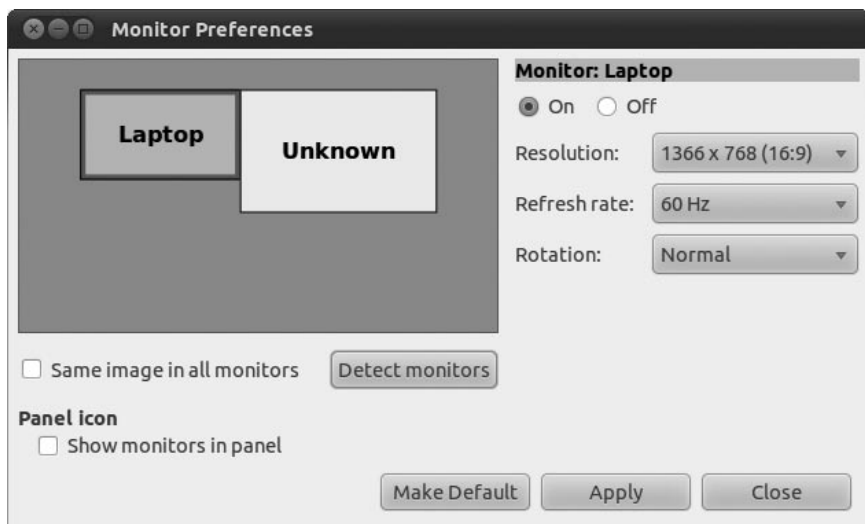 Monitor Preferences
Laptop
Unknown
Monitor: Laptop
On Off
Resolution: 1366 x 768 (16:9)
Refresh rate: 60 Hz
Rotation: Normal
Same image in all monitors Detect monitors
Panel icon
Show monitors in panel
Make Default Apply Close